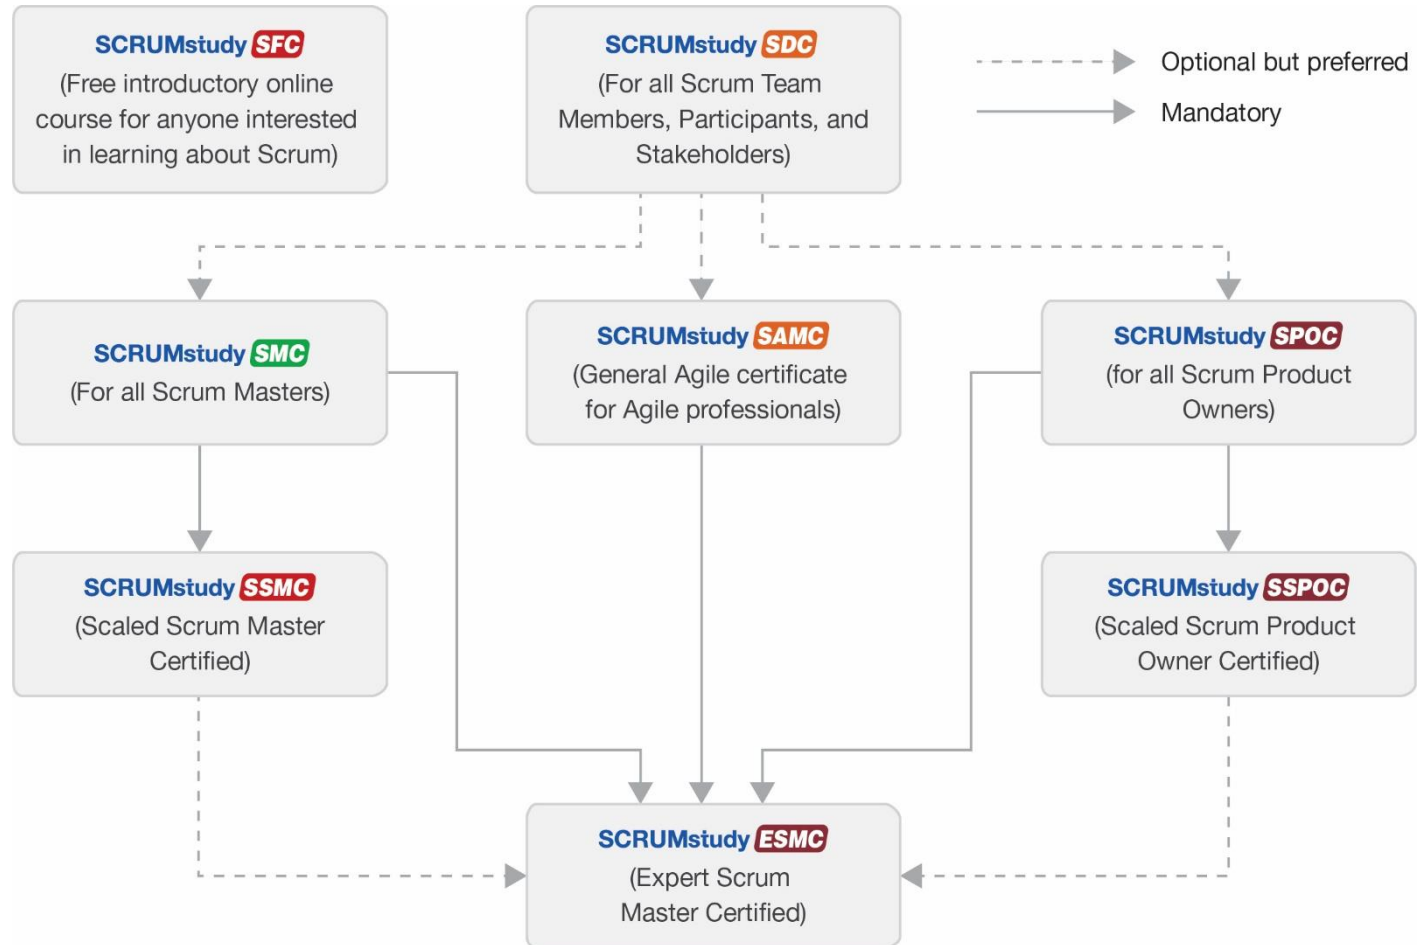 SCRUMstudy SFC
(Free introductory online
course for anyone interested
in learning about Scrum)
SCRUMstudy SDC
(For all Scrum Team
Members, Participants, and
Stakeholders)
Optional but preferred
Mandatory
SCRUMstudy SMC
(For all Scrum Masters)
SCRUMstudy SAMC
(General Agile certificate
for Agile professionals)
SCRUMstudy SPOC
(for all Scrum Product
Owners)
SCRUMstudy SSMC
(Scaled Scrum Master
Certified)
SCRUMstudy SSPOC
(Scaled Scrum Product
Owner Certified)
SCRUMstudy ESMC
(Expert Scrum
Master Certified)